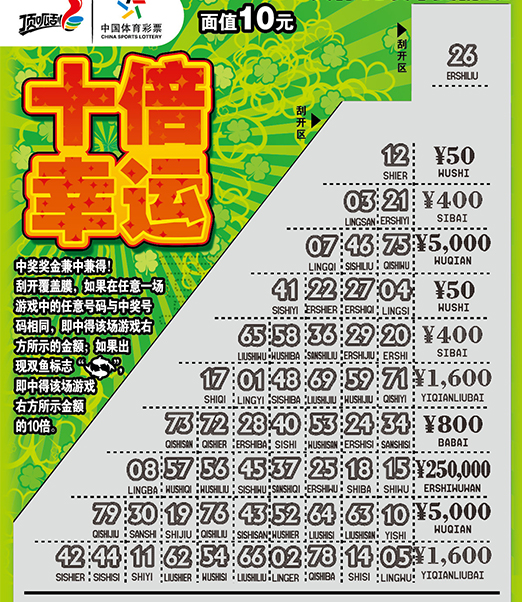 顶呱刮
中国体育彩票
CHINA SPORTS LOTTERY
面值10元
刮开区
26
ERSHILIU
十倍
幸运
刮开区
12 ¥50
SHIER WUSHI
03 21 ¥400
LINGSAN ERSHIYI SIBAI
07 46 75 ¥5,000
LINGQI SISHILIU QISHIWU WUQIAN
中奖奖金兼中兼得!
刮开覆盖膜,如果在任意一场
游戏中的任意号码与中奖号
码相同,即中得该场游戏右
方所示的金额;如果出
现双鱼标志“ ”,
即中得该场游戏
右方所示金额
的10倍。
41 22 27 04 ¥50
SISHIYI ERSHIER ERSHIQI LINGSI WUSHI
65 58 36 29 20 ¥400
LIUSHIWU WUSHIBA SANSHILIU ERSHIJIU ERSHI SIBAI
17 01 48 69 59 71 ¥1,600
SHIQI LINGYI SISHIBA LIUSHIJIU WUSHIJIU QISHIYI YIQIANLIUBAI
73 72 28 40 53 24 34 ¥800
QISHISAN QISHIER ERSHIBA SISHI WUSHISAN ERSHISI SANSHISI BABAI
08 57 56 45 37 25 18 15 ¥250,000
LINGBA WUSHIQI WUSHILIU SISHIWU SANSHIQI ERSHIWU SHIBA SHIWU ERSHIWUWAN
79 30 19 76 43 52 64 63 10 ¥5,000
QISHIJIU SANSHI SHIJIU QISHILIU SISHISAN WUSHIER LIUSHISI LIUSHISAN YISHI WUQIAN
42 44 11 62 54 66 02 78 14 05 ¥1,600
SISHIER SISHISI SHIYI LIUSHIER WUSHISI LIUSHILIU LINGER QISHIBA SHISI LINGWU YIQIANLIUBAI